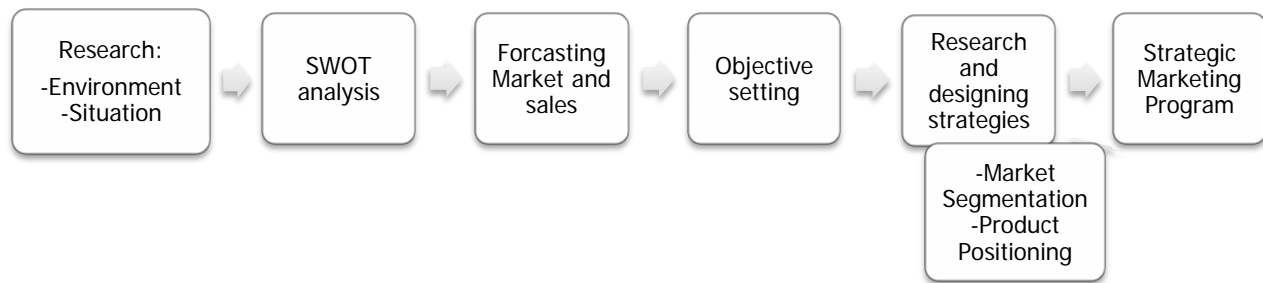 Research:
-Environment
-Situation
SWOT
analysis
Forcasting
Market and
sales
Objective
setting
Research
and
designing
strategies
-Market
Segmentation
-Product
Positioning
Strategic
Marketing
Program